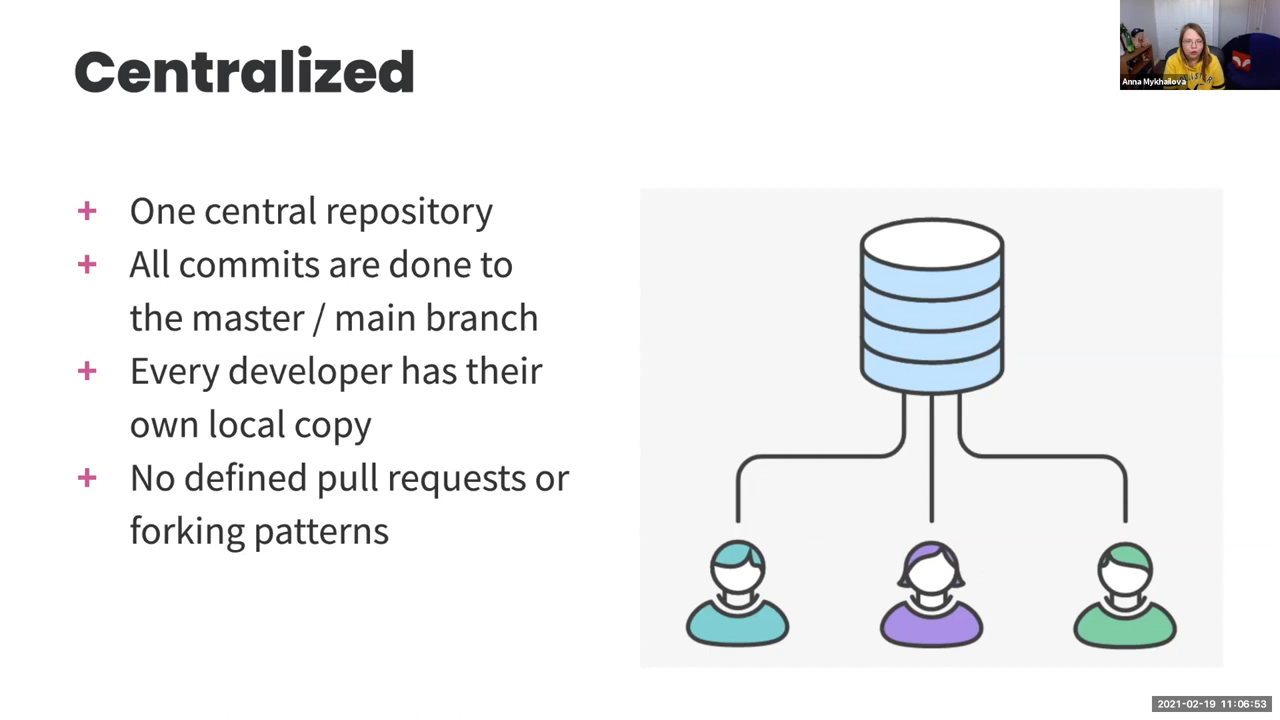 Centralized
Anna Mykhailova
+ One central repository
+ All commits are done to
the master / main branch
+ Every developer has their
own local copy
+ No defined pull requests or
forking patterns
2021-02-19 11:06:53